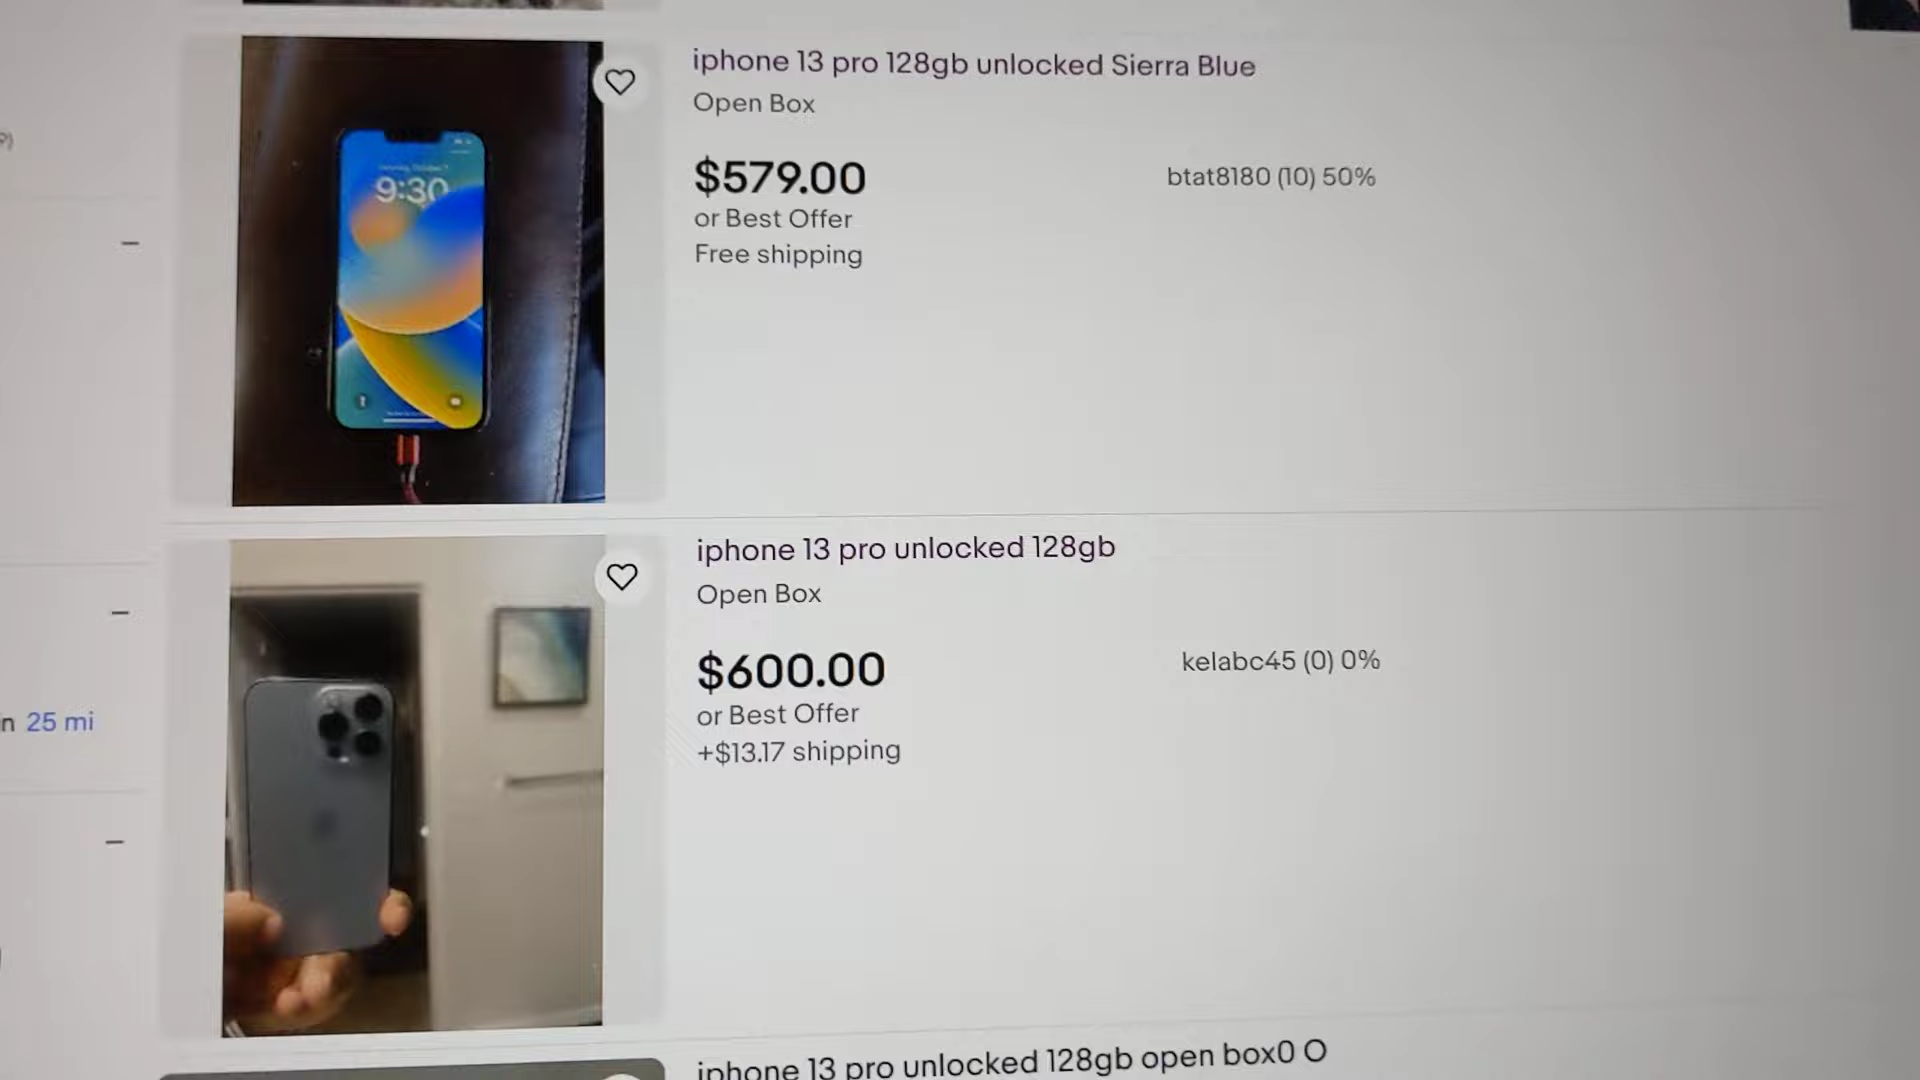 iphone 13 pro 128gb unlocked Sierra Blue
Open Box
$579.00
btat8180 (10) 50%
or Best Offer
Free shipping
9:30
iphone 13 pro unlocked 128gb
Open Box
$600.00
kelabc45 (0) 0%
or Best Offer
+$13.17 shipping
25 mi
iphone 13 pro unlocked 128gb open box0 O